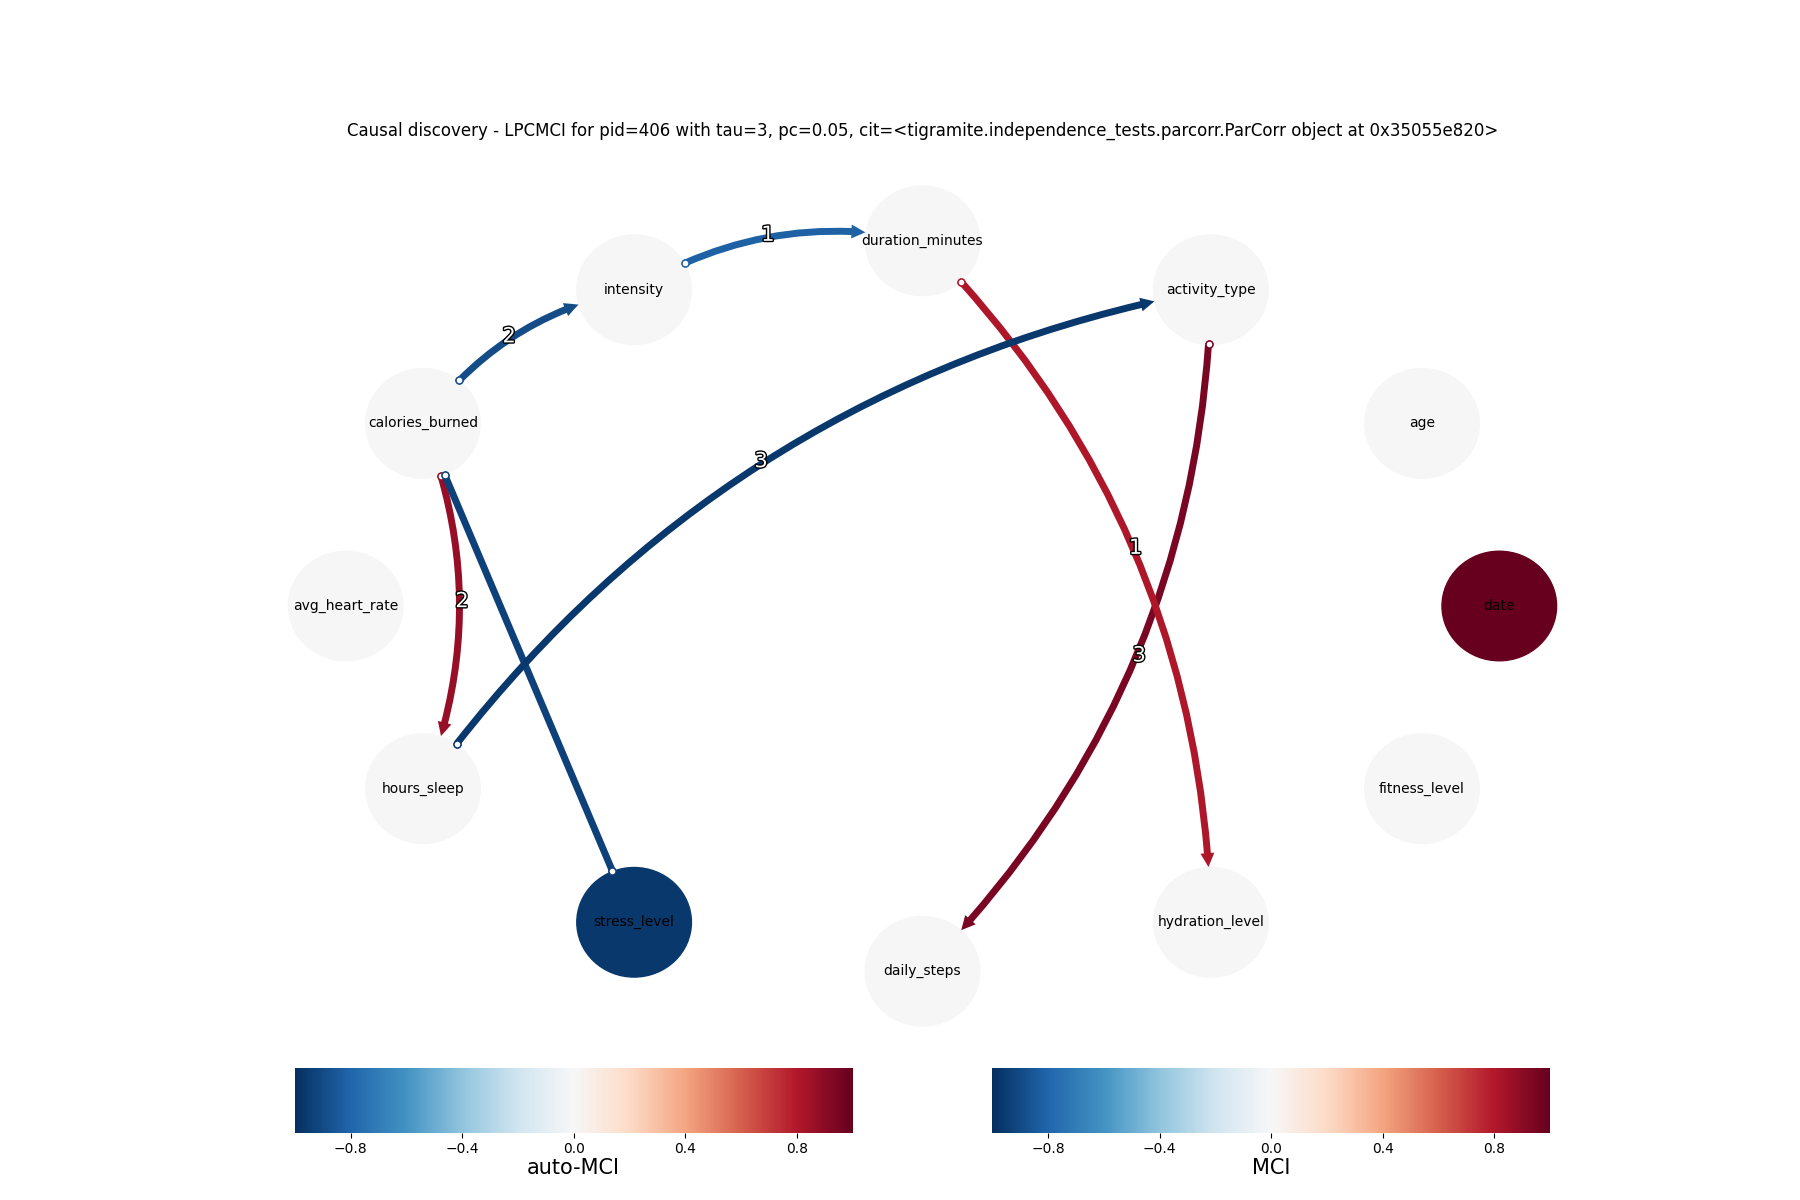 Causal discovery - LPCMCI for pid=406 with tau=3, pc=0.05, cit=<tigramite.independence_tests.parcorr.ParCorr object at 0x35055e820>
1
duration_minutes
intensity
activity_type
2
calories_burned
age
3
1
2
avg_heart_rate
date
3
hours_sleep
fitness_level
stress_level
hydration_level
daily_steps
−0.8 −0.4 0.0 0.4 0.8
auto-MCI
−0.8 −0.4 0.0 0.4 0.8
MCI